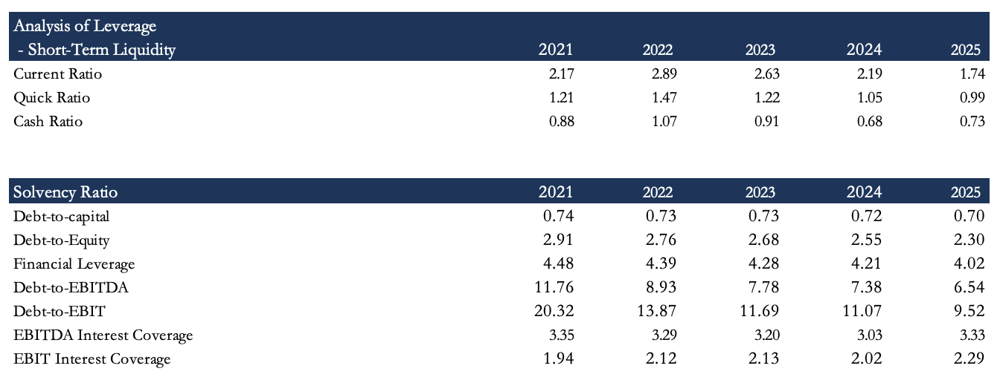 Analysis of Leverage
- Short-Term Liquidity 2021 2022 2023 2024 2025
Current Ratio 2.17 2.89 2.63 2.19 1.74
Quick Ratio 1.21 1.47 1.22 1.05 0.99
Cash Ratio 0.88 1.07 0.91 0.68 0.73
Solvency Ratio 2021 2022 2023 2024 2025
Debt-to-capital 0.74 0.73 0.73 0.72 0.70
Debt-to-Equity 2.91 2.76 2.68 2.55 2.30
Financial Leverage 4.48 4.39 4.28 4.21 4.02
Debt-to-EBITDA 11.76 8.93 7.78 7.38 6.54
Debt-to-EBIT 20.32 13.87 11.69 11.07 9.52
EBITDA Interest Coverage 3.35 3.29 3.20 3.03 3.33
EBIT Interest Coverage 1.94 2.12 2.13 2.02 2.29